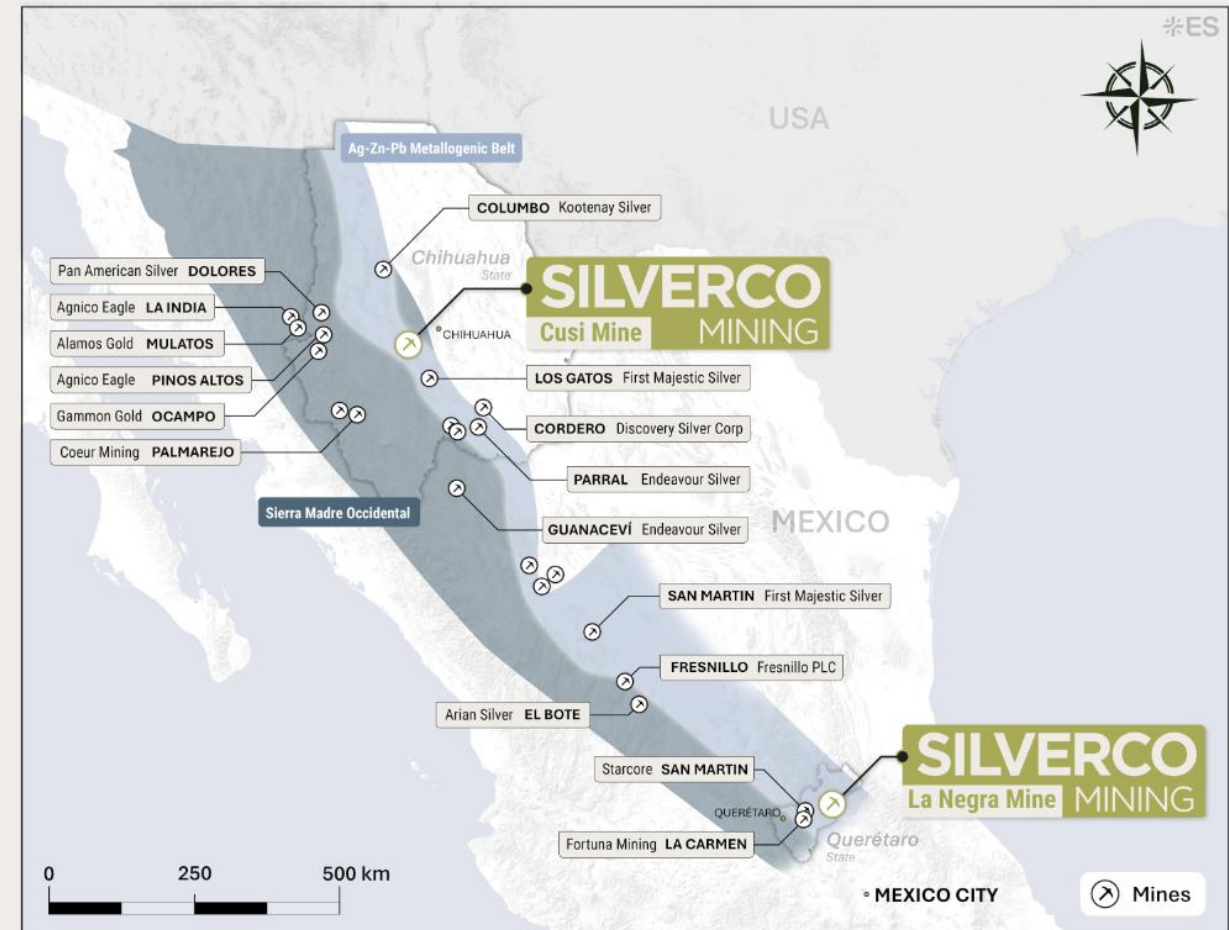 ES
USA
Ag-Zn-Pb Metallogenic Belt
COLUMBO Kootenay Silver
Chihuahua
State
Pan American Silver DOLORES
SILVERCO
Cusi Mine MINING
Agnico Eagle LA INDIA
CHIHUAHUA
Alamos Gold MULATOS
Agnico Eagle PINOS ALTOS
LOS GATOS First Majestic Silver
Gammon Gold OCAMPO
CORDERO Discovery Silver Corp
Coeur Mining PALMAREJO
PARRAL Endeavour Silver
Sierra Madre Occidental
MEXICO
GUANACEVÍ Endeavour Silver
SAN MARTIN First Majestic Silver
FRESNILLO Fresnillo PLC
Arian Silver EL BOTE
SILVERCO
La Negra Mine MINING
Starcore SAN MARTIN
QUERÉTARO
Fortuna Mining LA CARMEN
Querétaro
State
0 250 500 km
MEXICO CITY
Mines